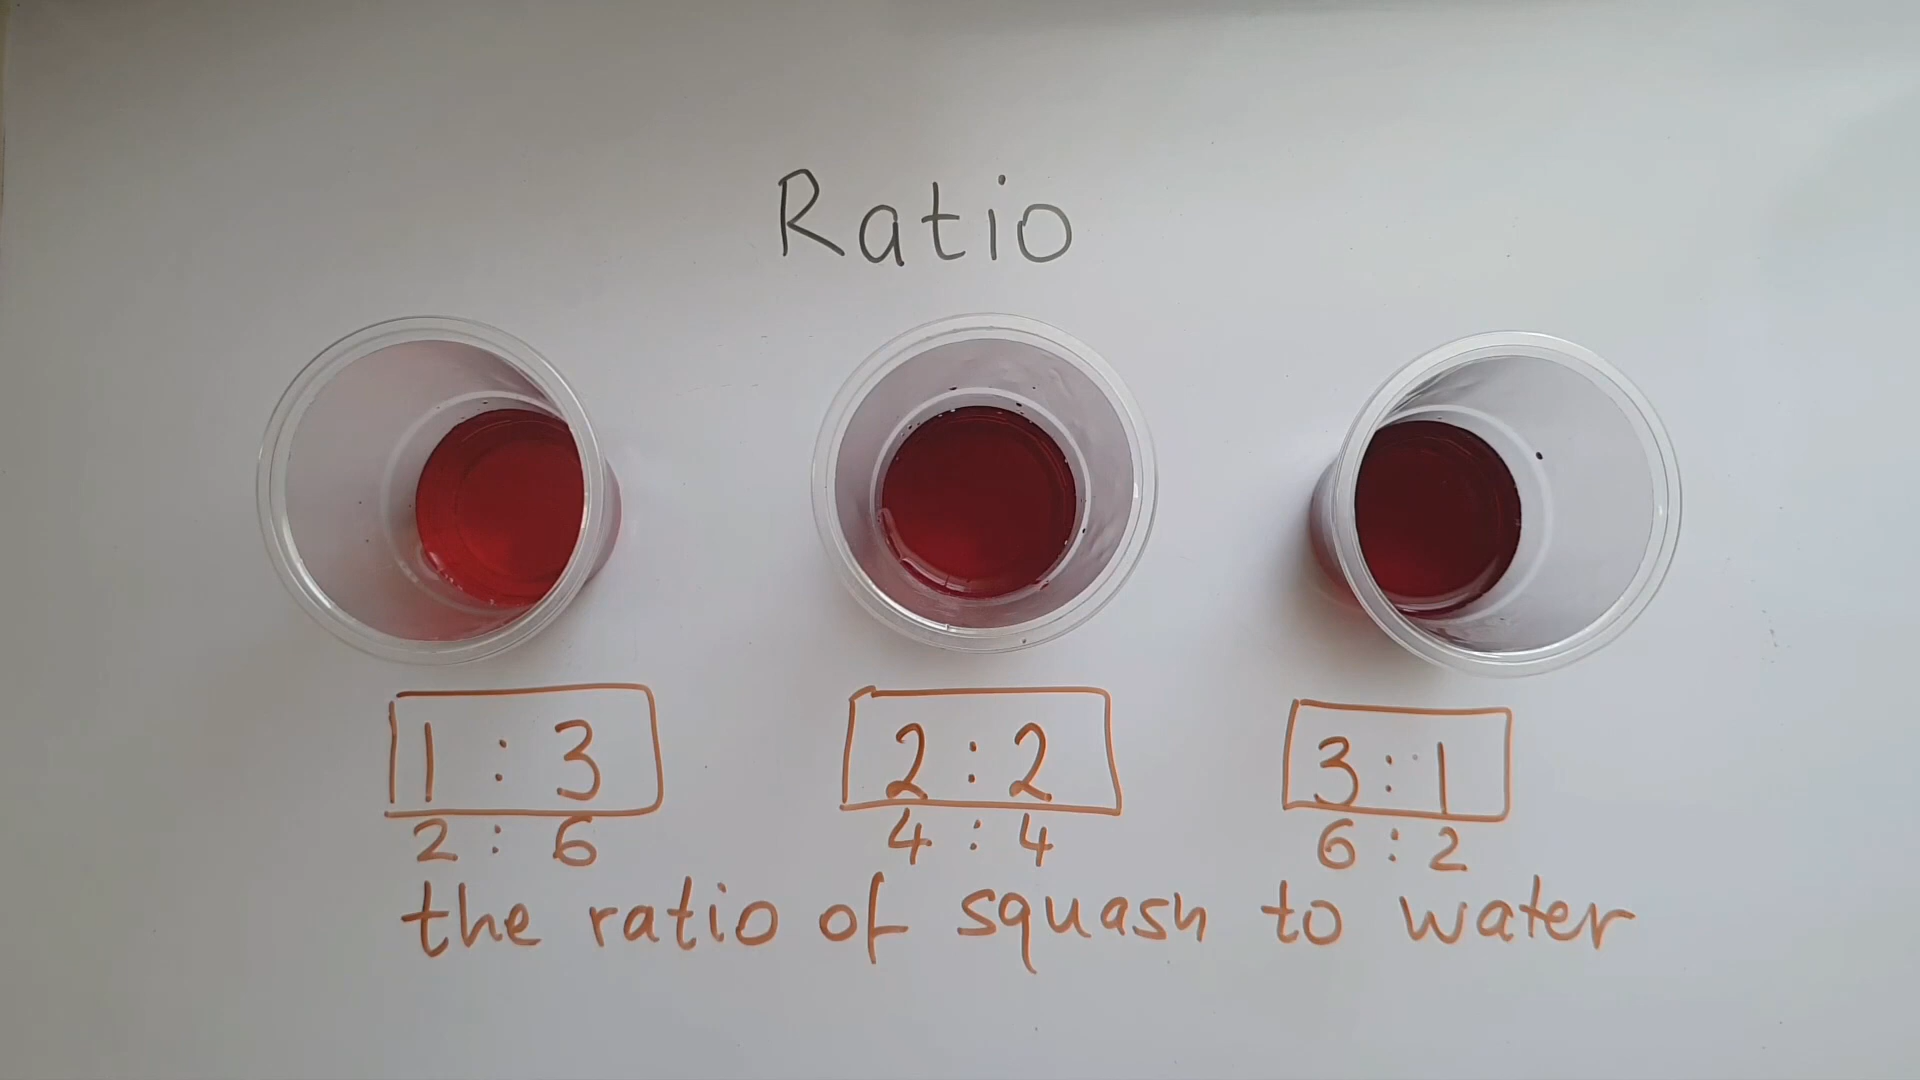 Ratio
1 : 3 2 : 2 3 : 1
2 : 6 4 : 4 6 : 2
the ratio of squash to water